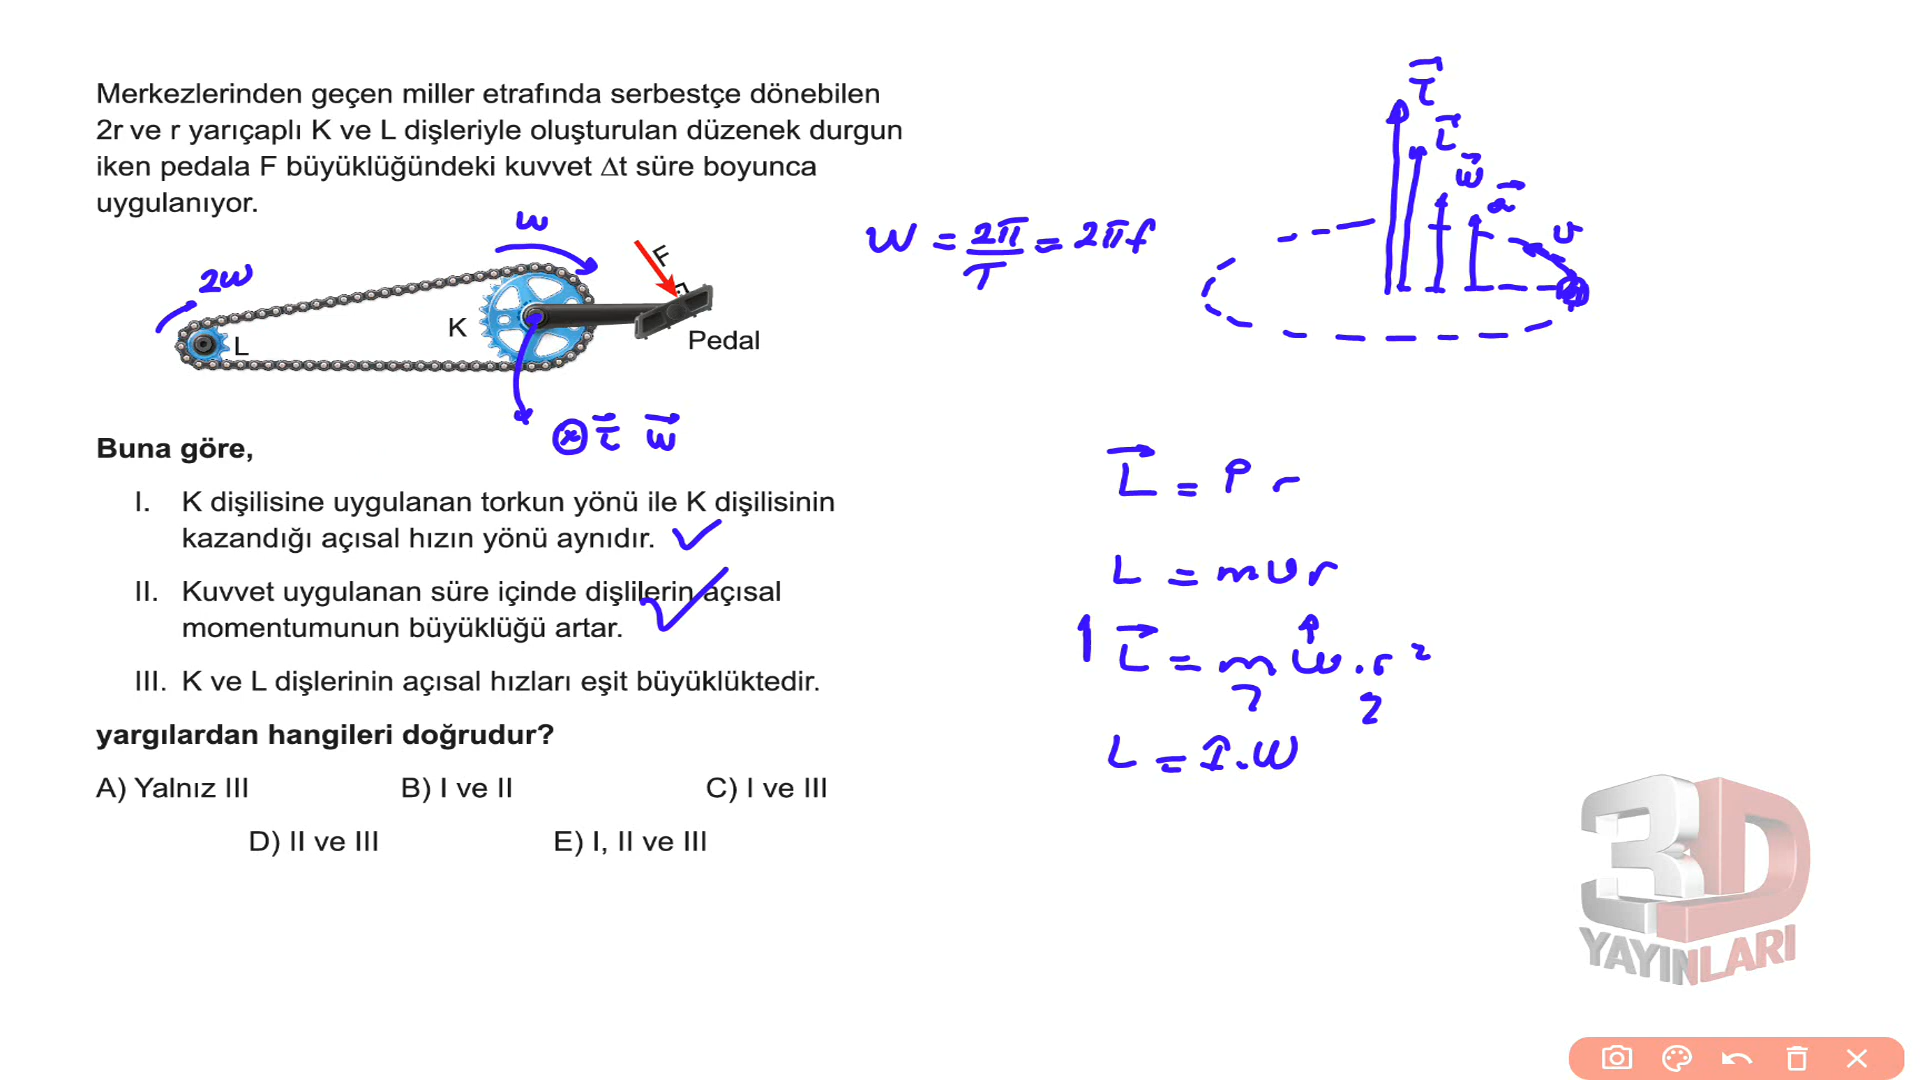 Merkezlerinden geçen miller etrafında serbestçe dönebilen
2r ve r yarıçaplı K ve L dişleriyle oluşturulan düzenek durgun
iken pedala F büyüklüğündeki kuvvet Δt süre boyunca
uygulanıyor.
w
2w
F
K
L
Pedal
⊗ τ⃗ w⃗
Buna göre,
I. K dişilisine uygulanan torkun yönü ile K dişilisinin
kazandığı açısal hızın yönü aynıdır. ✓
II. Kuvvet uygulanan süre içinde dişlilerin açısal
momentumunun büyüklüğü artar. ✓
III. K ve L dişlerinin açısal hızları eşit büyüklüktedir.
yargılardan hangileri doğrudur?
A) Yalnız III B) I ve II C) I ve III
D) II ve III E) I, II ve III
w = 2π/T = 2πf
τ⃗
L⃗
w⃗
v
L⃗ = P r
L = m v r
↑ L⃗ = m w . r²
L = I . w
3D
YAYINLARI